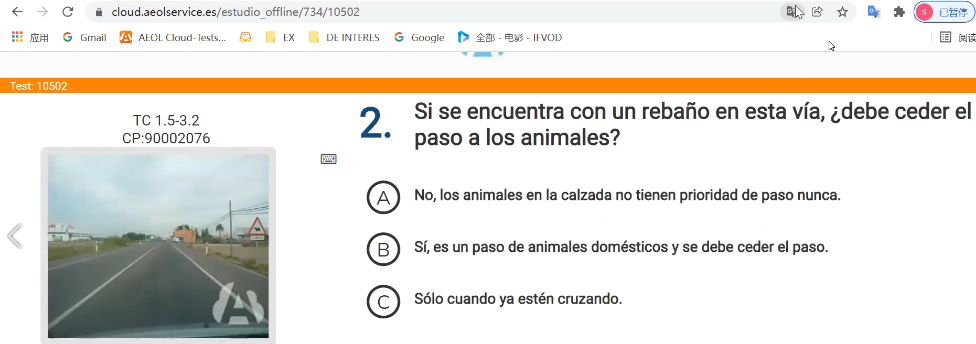 cloud.aeolservice.es/estudio_offline/734/10502
S 已暂停
应用 Gmail AEOL Cloud-Tests... EX DE INTERES Google 全部 - 电影 - IFVOD 阅读
Test: 10502 .
TC 1.5-3.2
CP:90002076
2. Si se encuentra con un rebaño en esta vía, ¿debe ceder el
paso a los animales?
A No, los animales en la calzada no tienen prioridad de paso nunca.
B Sí, es un paso de animales domésticos y se debe ceder el paso.
C Sólo cuando ya estén cruzando.